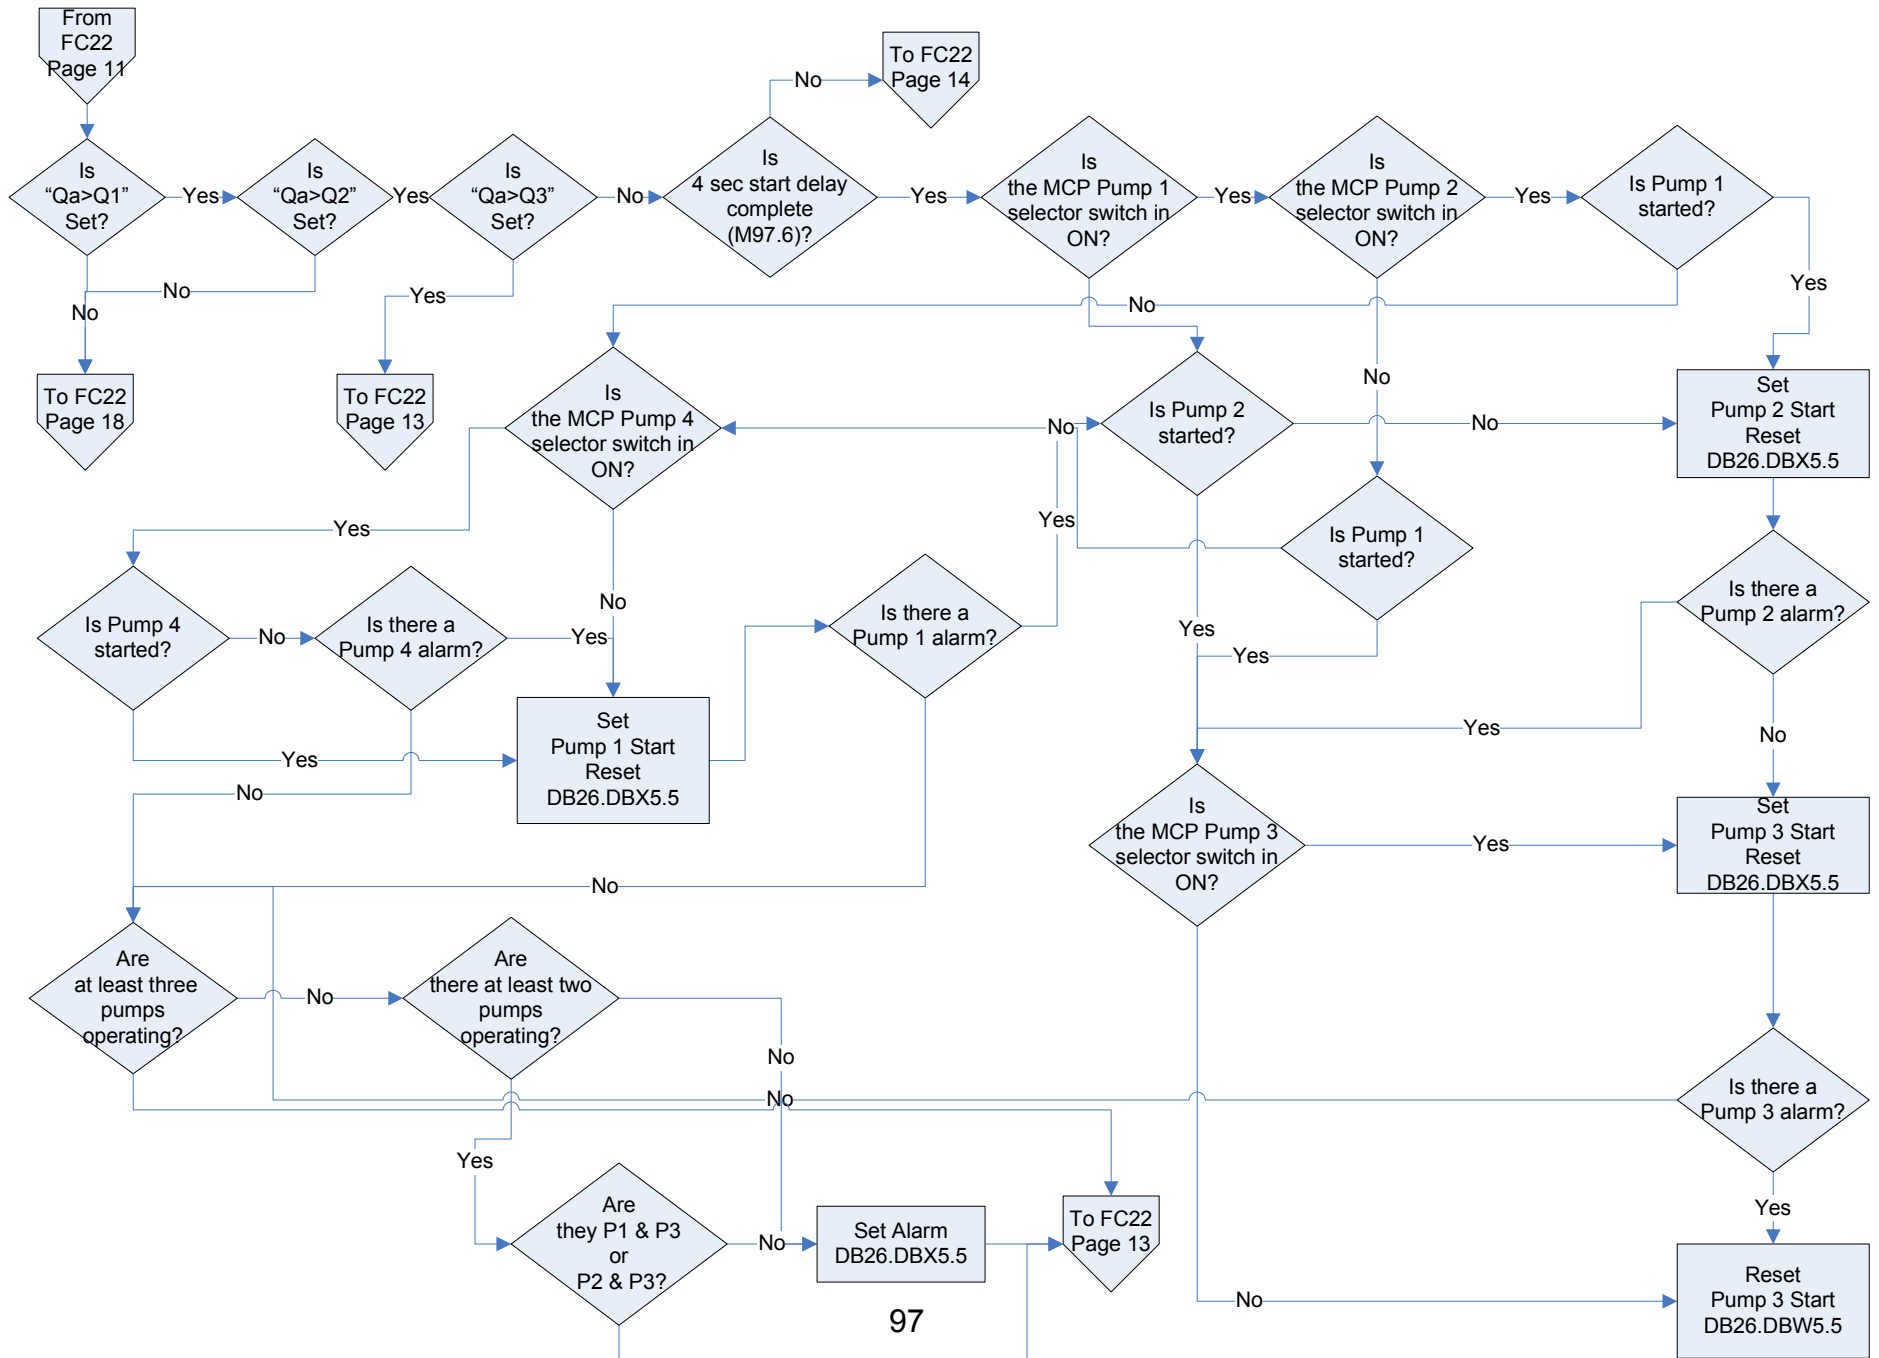 From
FC22
Page 11
To FC22
Page 14
No
Is
“Qa>Q1”
Set?
Yes
Is
“Qa>Q2”
Set?
Yes
Is
“Qa>Q3”
Set?
No
Is
4 sec start delay
complete
(M97.6)?
Yes
Is
the MCP Pump 1
selector switch in
ON?
Yes
Is
the MCP Pump 2
selector switch in
ON?
Yes
Is Pump 1
started?
Yes
No
No
Yes
No
To FC22
Page 18
To FC22
Page 13
Is
the MCP Pump 4
selector switch in
ON?
No
Is Pump 2
started?
No
No
Set
Pump 2 Start
Reset
DB26.DBX5.5
Yes
Yes
Is Pump 1
started?
Is Pump 4
started?
No
Is there a
Pump 4 alarm?
Yes
No
Is there a
Pump 1 alarm?
Yes
Yes
Is there a
Pump 2 alarm?
Set
Pump 1 Start
Reset
DB26.DBX5.5
Yes
No
Yes
No
Is
the MCP Pump 3
selector switch in
ON?
Yes
Set
Pump 3 Start
Reset
DB26.DBX5.5
No
Are
at least three
pumps
operating?
No
Are
there at least two
pumps
operating?
No
No
Is there a
Pump 3 alarm?
Yes
Yes
Are
they P1 & P3
or
P2 & P3?
No
Set Alarm
DB26.DBX5.5
To FC22
Page 13
No
Reset
Pump 3 Start
DB26.DBW5.5
97